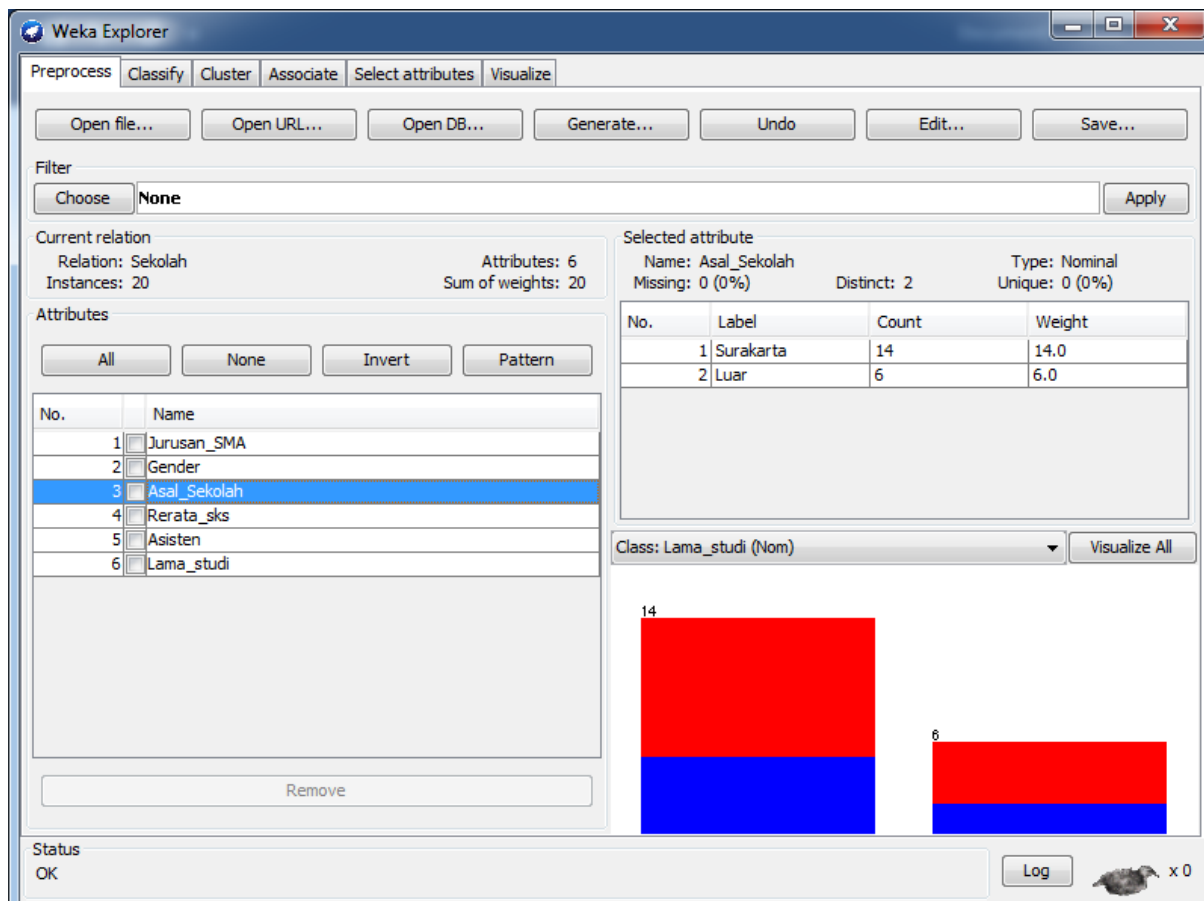 Weka Explorer
Preprocess Classify Cluster Associate Select attributes Visualize
Open file... Open URL... Open DB... Generate... Undo Edit... Save...
Filter
Choose None Apply
Current relation
Relation: Sekolah Attributes: 6
Instances: 20 Sum of weights: 20
Attributes
All None Invert Pattern
No. Name
1 Jurusan_SMA
2 Gender
3 Asal_Sekolah
4 Rerata_sks
5 Asisten
6 Lama_studi
Remove
Selected attribute
Name: Asal_Sekolah Type: Nominal
Missing: 0 (0%) Distinct: 2 Unique: 0 (0%)
No. Label Count Weight
1 Surakarta 14 14.0
2 Luar 6 6.0
Class: Lama_studi (Nom) Visualize All
14
6
Status
OK
Log x 0